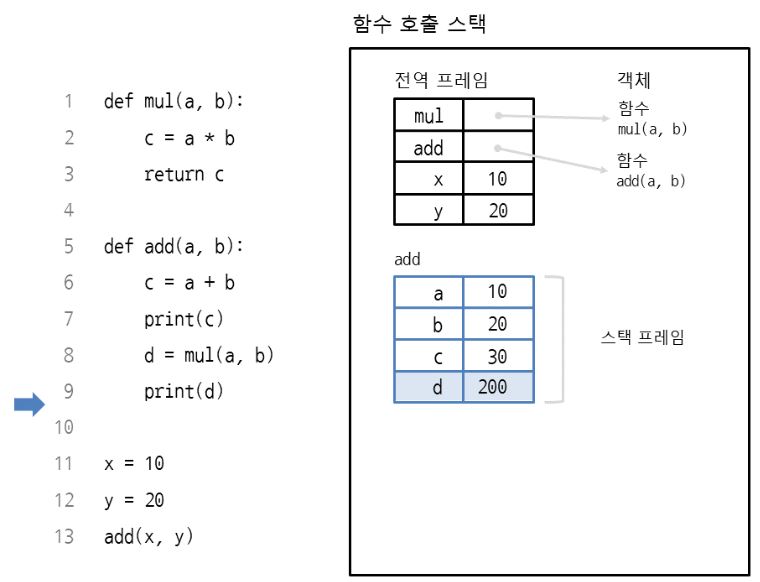 함수 호출 스택
1 def mul(a, b):
2     c = a * b
3     return c
4
5 def add(a, b):
6     c = a + b
7     print(c)
8     d = mul(a, b)
9     print(d)
10
11 x = 10
12 y = 20
13 add(x, y)
전역 프레임
mul
add
x 10
y 20
객체
함수
mul(a, b)
함수
add(a, b)
add
a 10
b 20
c 30
d 200
스택 프레임